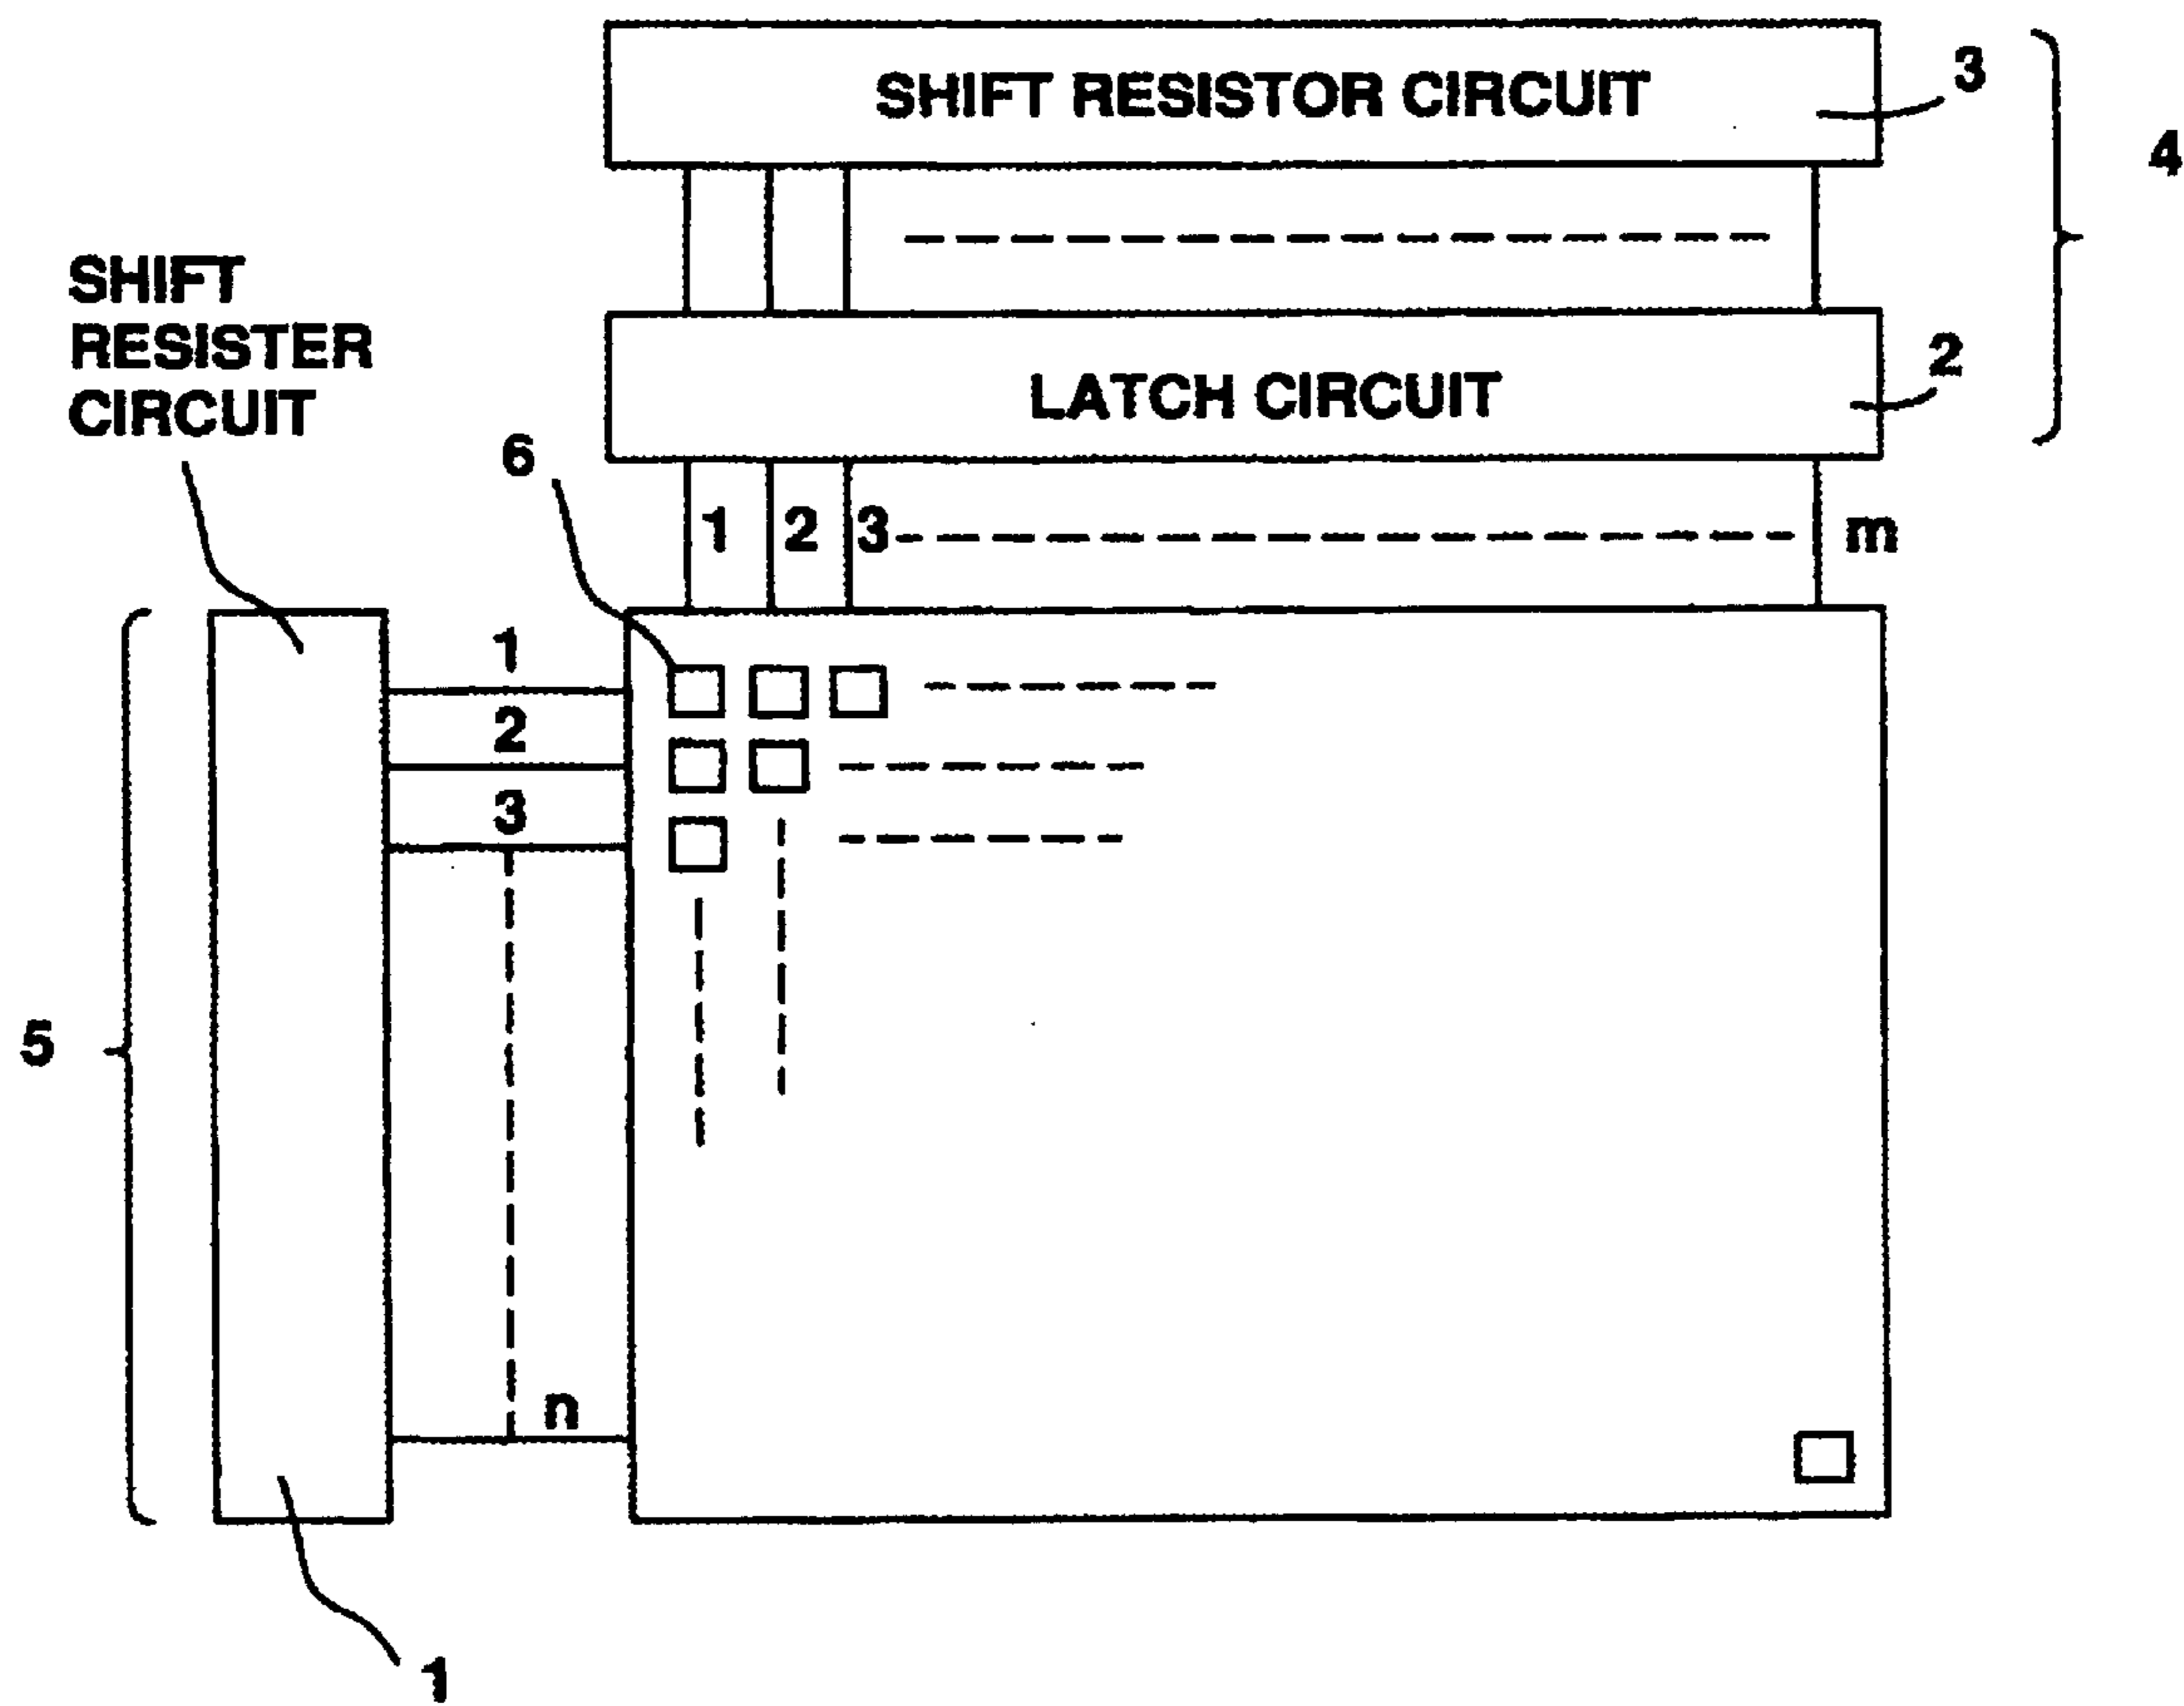 SHIFT RESISTOR CIRCUIT
3
4
SHIFT
RESISTER
CIRCUIT
LATCH CIRCUIT
2
6
1 2 3 m
1
2
3
5
n
1